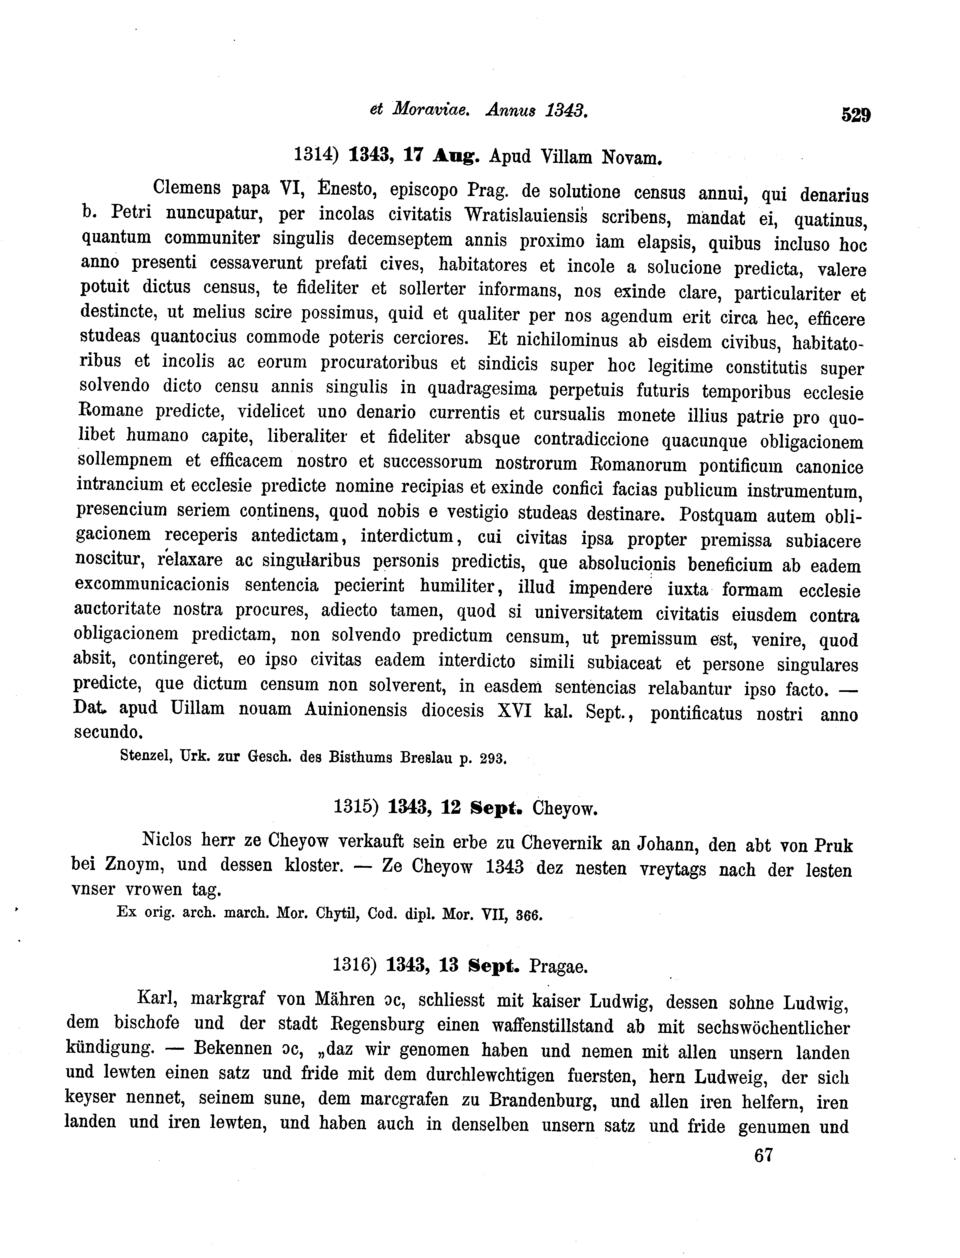 et Moraviae. Annus 1343.
529
1314) 1343, 17 Aug. Apud Villam Novam.
Clemens papa VI, Enesto, episcopo Prag. de solutione census annui, qui denarius
b. Petri nuncupatur, per incolas civitatis Wratislauiensis scribens, mandat ei, quatinus,
quantum communiter singulis decemseptem annis proximo iam elapsis, quibus incluso hoc
anno presenti cessaverunt prefati cives, habitatores et incole a solucione predicta, valere
potuit dictus census, te fideliter et sollerter informans, nos exinde clare, particulariter et
destincte, ut melius scire possimus, quid et qualiter per nos agendum erit circa hec, efficere
studeas quantocius commode poteris cerciores. Et nichilominus ab eisdem civibus, habitato-
ribus et incolis ac eorum procuratoribus et sindicis super hoc legitime constitutis super
solvendo dicto censu annis singulis in quadragesima perpetuis futuris temporibus ecclesie
Romane predicte, videlicet uno denario currentis et cursualis monete illius patrie pro quo-
libet humano capite, liberaliter et fideliter absque contradiccione quacunque obligacionem
sollempnem et efficacem nostro et successorum nostrorum Romanorum pontificum canonice
intrancium et ecclesie predicte nomine recipias et exinde confici facias publicum instrumentum,
presencium seriem continens, quod nobis e vestigio studeas destinare. Postquam autem obli-
gacionem receperis antedictam, interdictum, cui civitas ipsa propter premissa subiacere
noscitur, relaxare ac singularibus personis predictis, que absolucionis beneficium ab eadem
excommunicacionis sentencia pecierint humiliter, illud impendere iuxta formam ecclesie
auctoritate nostra procures, adiecto tamen, quod si universitatem civitatis eiusdem contra
obligacionem predictam, non solvendo predictum censum, ut premissum est, venire, quod
absit, contingeret, eo ipso civitas eadem interdicto simili subiaceat et persone singulares
predicte, que dictum censum non solverent, in easdem sentencias relabantur ipso facto. —
Dat. apud Uillam nouam Auinionensis diocesis XVI kal. Sept., pontificatus nostri anno
secundo.
Stenzel, Urk. zur Gesch. des Bisthums Breslau p. 293.
1315) 1343, 12 Sept. Cheyow.
Niclos herr ze Cheyow verkauft sein erbe zu Chevernik an Johann, den abt von Pruk
bei Znoym, und dessen kloster. — Ze Cheyow 1343 dez nesten vreytags nach der lesten
vnser vrowen tag.
Ex orig. arch. march. Mor. Chytil, Cod. dipl. Mor. VII, 366.
1316) 1343, 13 Sept. Pragae.
Karl, markgraf von Mähren ɔc, schliesst mit kaiser Ludwig, dessen sohne Ludwig,
dem bischofe und der stadt Regensburg einen waffenstillstand ab mit sechswöchentlicher
kündigung. — Bekennen ɔc, „daz wir genomen haben und nemen mit allen unsern landen
und lewten einen satz und fride mit dem durchlewchtigen fuersten, hern Ludweig, der sich
keyser nennet, seinem sune, dem marcgrafen zu Brandenburg, und allen iren helfern, iren
landen und iren lewten, und haben auch in denselben unsern satz und fride genumen und
67